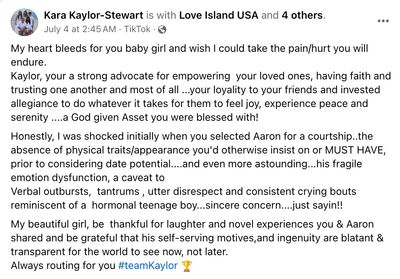 Kara Kaylor-Stewart is with Love Island USA and 4 others.
July 4 at 2:45 AM · TikTok ·
My heart bleeds for you baby girl and wish I could take the pain/hurt you will
endure.
Kaylor, your a strong advocate for empowering your loved ones, having faith and
trusting one another and most of all ...your loyality to your friends and invested
allegiance to do whatever it takes for them to feel joy, experience peace and
serenity ....a God given Asset you were blessed with!
Honestly, I was shocked initially when you selected Aaron for a courtship..the
absence of physical traits/appearance you'd otherwise insist on or MUST HAVE,
prior to considering date potential....and even more astounding...his fragile
emotion dysfunction, a caveat to
Verbal outbursts, tantrums , utter disrespect and consistent crying bouts
reminiscent of a hormonal teenage boy...sincere concern....just sayin!!
My beautiful girl, be thankful for laughter and novel experiences you & Aaron
shared and be grateful that his self-serving motives,and ingenuity are blatant &
transparent for the world to see now, not later.
Always routing for you #teamKaylor 🏆